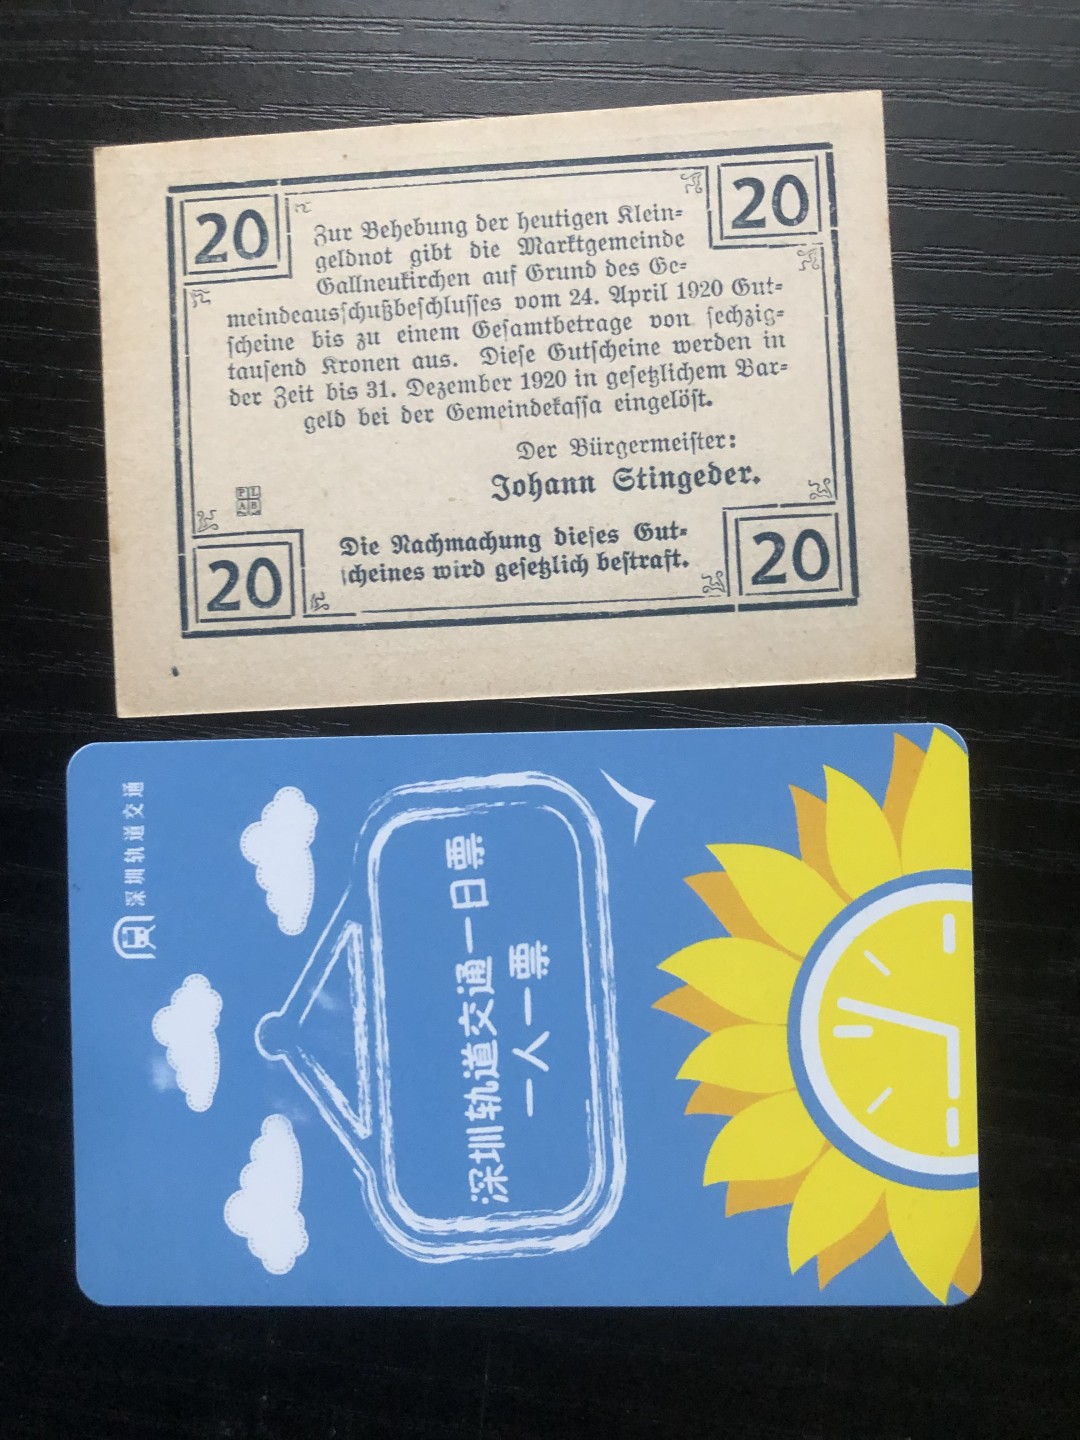 20
20
Zur Behebung der heutigen Klein=
geldnot gibt die Marktgemeinde
Gallneukirchen auf Grund des Ge=
meindeausschußbeschlusses vom 24. April 1920 Gut=
scheine bis zu einem Gesamtbetrage von sechzig=
tausend Kronen aus. Diese Gutscheine werden in
der Zeit bis 31. Dezember 1920 in gesetzlichem Bar=
geld bei der Gemeindekassa eingelöst.
Der Bürgermeister:
Johann Stingeder.
PL
AB
Die Nachmachung dieses Gut=
scheines wird gesetzlich bestraft.
20
20
深圳轨道交通
深圳轨道交通一日票
一人一票